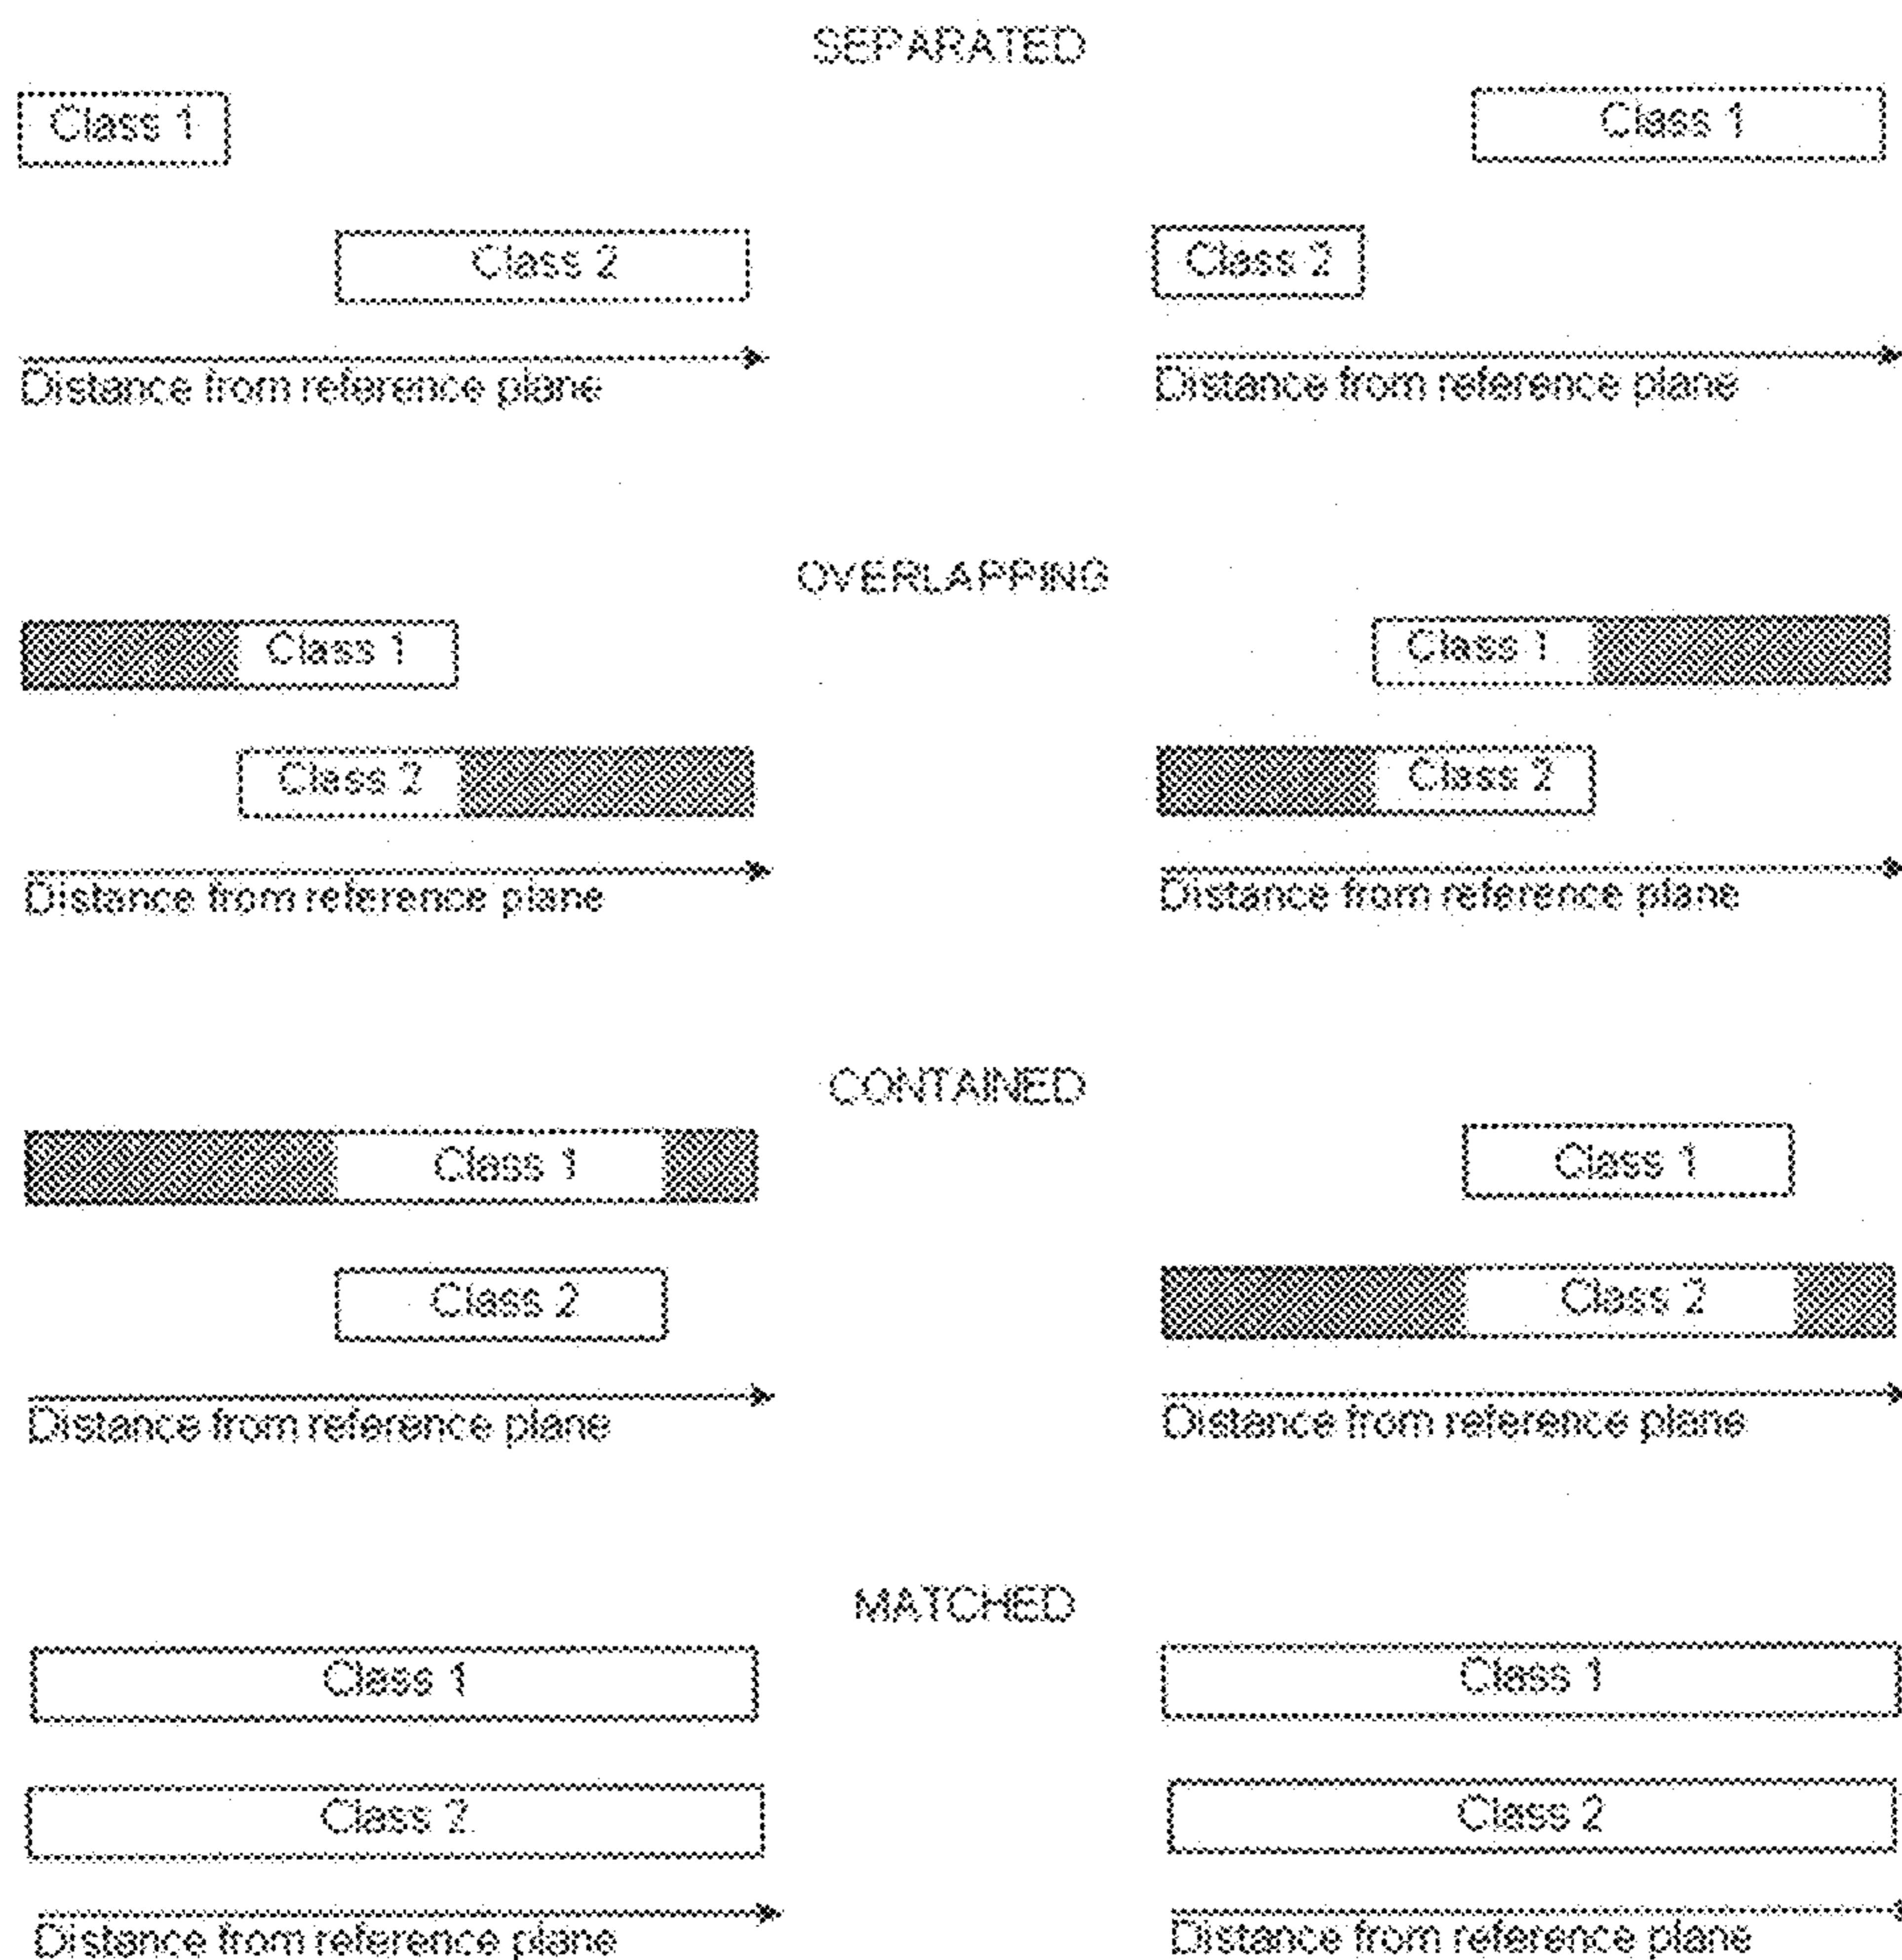 SEPARATED
Class 1
Class 1
Class 2
Class 2
Distance from reference plane
Distance from reference plane
OVERLAPPING
Class 1
Class 1
Class 2
Class 2
Distance from reference plane
Distance from reference plane
CONTAINED
Class 1
Class 1
Class 2
Class 2
Distance from reference plane
Distance from reference plane
MATCHED
Class 1
Class 1
Class 2
Class 2
Distance from reference plane
Distance from reference plane